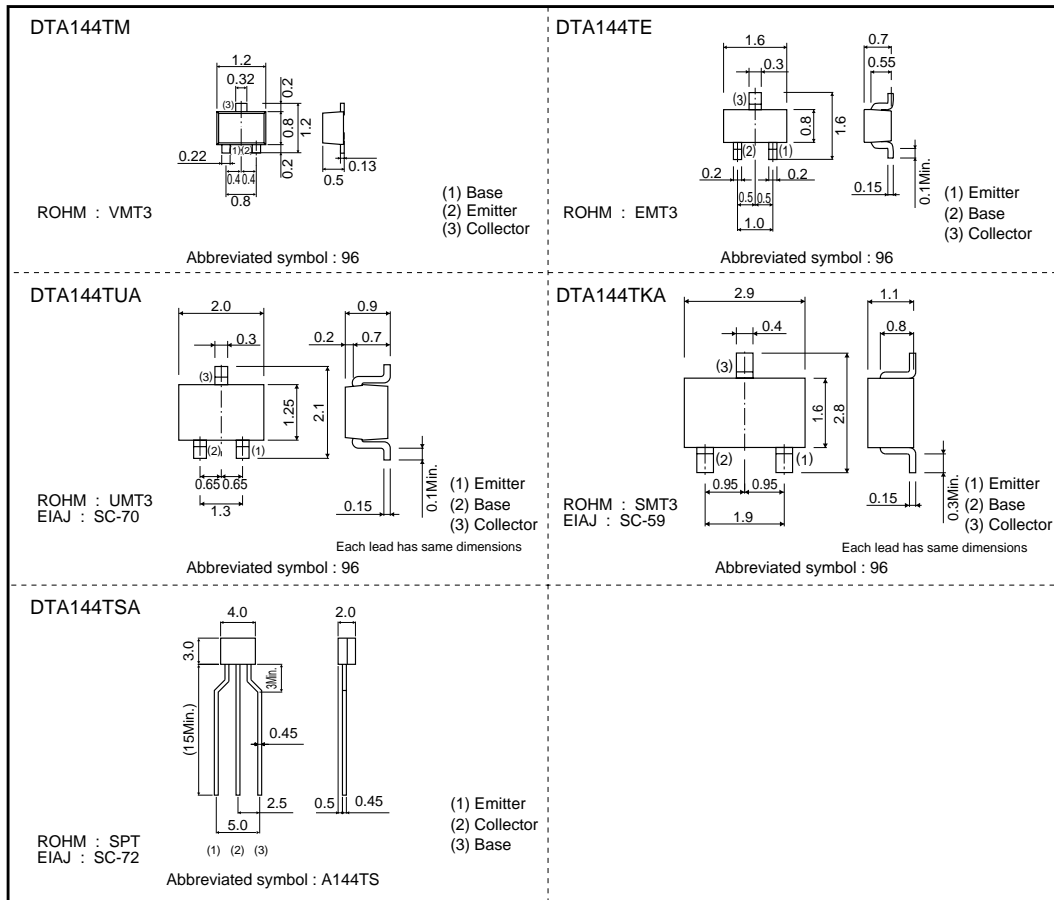 DTA144TM
1.2
0.32
0.2
(3)
0.8
1.2
(1) (2)
0.22
0.2
0.4 0.4
0.8
0.13
0.5
(1) Base
(2) Emitter
(3) Collector
ROHM : VMT3
Abbreviated symbol : 96
DTA144TE
1.6
0.7
0.3
0.55
(3)
0.8
1.6
(2)
(1)
0.2
0.2
0.15
0.1Min.
0.5 0.5
1.0
ROHM : EMT3
(1) Emitter
(2) Base
(3) Collector
Abbreviated symbol : 96
DTA144TUA
2.0
0.9
0.3
0.2
0.7
(3)
1.25
2.1
(2)
(1)
0.65 0.65
1.3
0.15
0.1Min.
ROHM : UMT3
EIAJ : SC-70
(1) Emitter
(2) Base
(3) Collector
Each lead has same dimensions
Abbreviated symbol : 96
DTA144TKA
2.9
1.1
0.4
0.8
(3)
1.6
2.8
(2)
(1)
0.95 0.95
1.9
0.15
0.3Min.
ROHM : SMT3
EIAJ : SC-59
(1) Emitter
(2) Base
(3) Collector
Each lead has same dimensions
Abbreviated symbol : 96
DTA144TSA
4.0
2.0
3.0
3Min.
(15Min.)
0.45
2.5
0.5
0.45
5.0
(1) (2) (3)
ROHM : SPT
EIAJ : SC-72
(1) Emitter
(2) Collector
(3) Base
Abbreviated symbol : A144TS